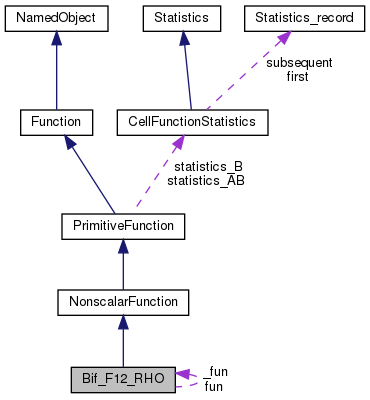 NamedObject
Statistics
Statistics_record
subsequent
first
Function
CellFunctionStatistics
statistics_B
statistics_AB
PrimitiveFunction
NonscalarFunction
Bif_F12_RHO
_fun
fun